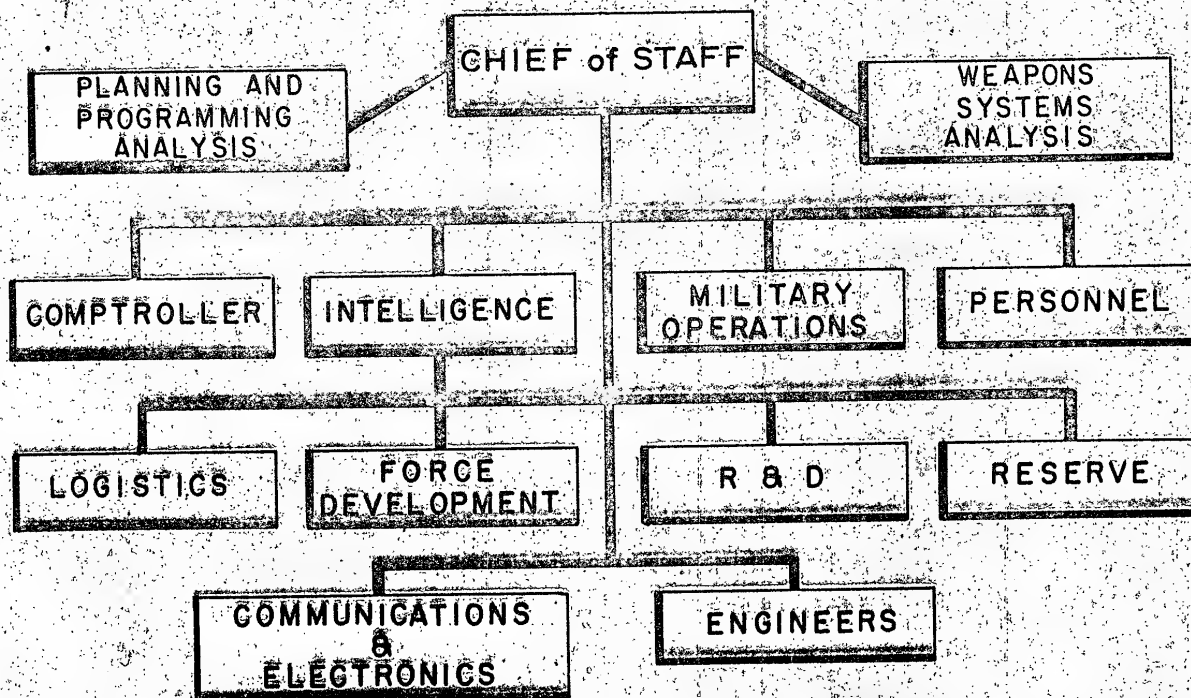 CHIEF of STAFF
PLANNING AND
PROGRAMMING
ANALYSIS
WEAPONS
SYSTEMS
ANALYSIS
COMPTROLLER
INTELLIGENCE
MILITARY
OPERATIONS
PERSONNEL
LOGISTICS
FORCE
DEVELOPMENT
R & D
RESERVE
COMMUNICATIONS
&
ELECTRONICS
ENGINEERS